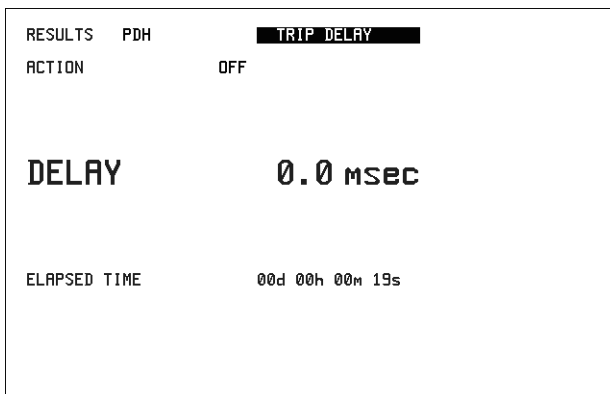 RESULTS PDH TRIP DELAY
ACTION OFF
DELAY 0.0 msec
ELAPSED TIME 00d 00h 00m 19s